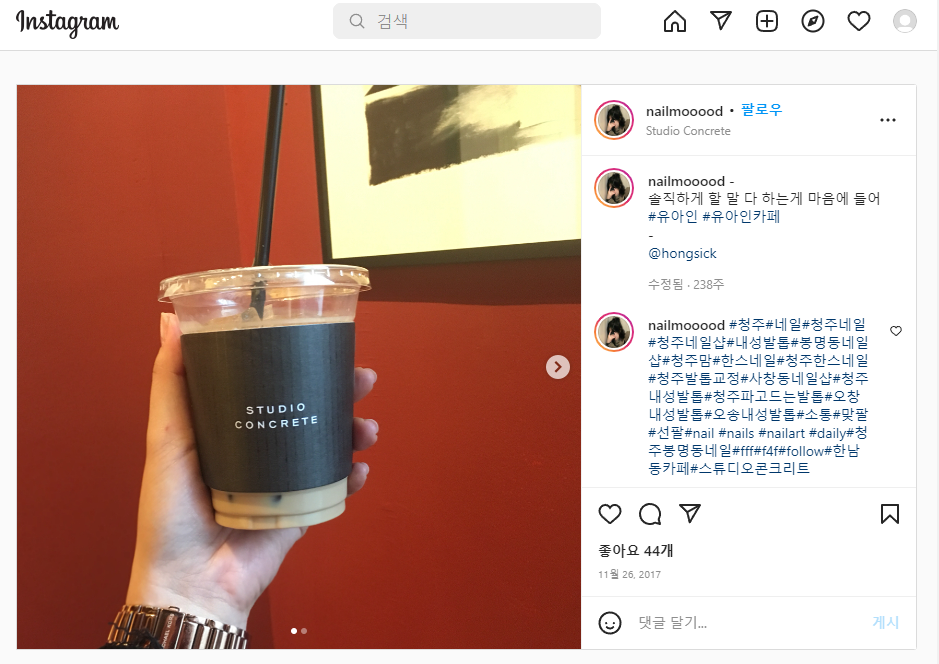 Instagram
검색
nailmooood • 팔로우
Studio Concrete
nailmooood -
솔직하게 할 말 다 하는게 마음에 들어
#유아인 #유아인카페
-
@hongsick
수정됨 · 238주
nailmooood #청주#네일#청주네일
#청주네일샵#내성발톱#봉명동네일
샵#청주맘#한스네일#청주한스네일
#청주발톱교정#사창동네일샵#청주
내성발톱#청주파고드는발톱#오창
내성발톱#오송내성발톱#소통#맞팔
#선팔#nail #nails #nailart #daily#청
주봉명동네일#fff#f4f#follow#한남
동카페#스튜디오콘크리트
좋아요 44개
11월 26, 2017
댓글 달기...
게시
STUDIO
CONCRETE
MICHAEL KORS